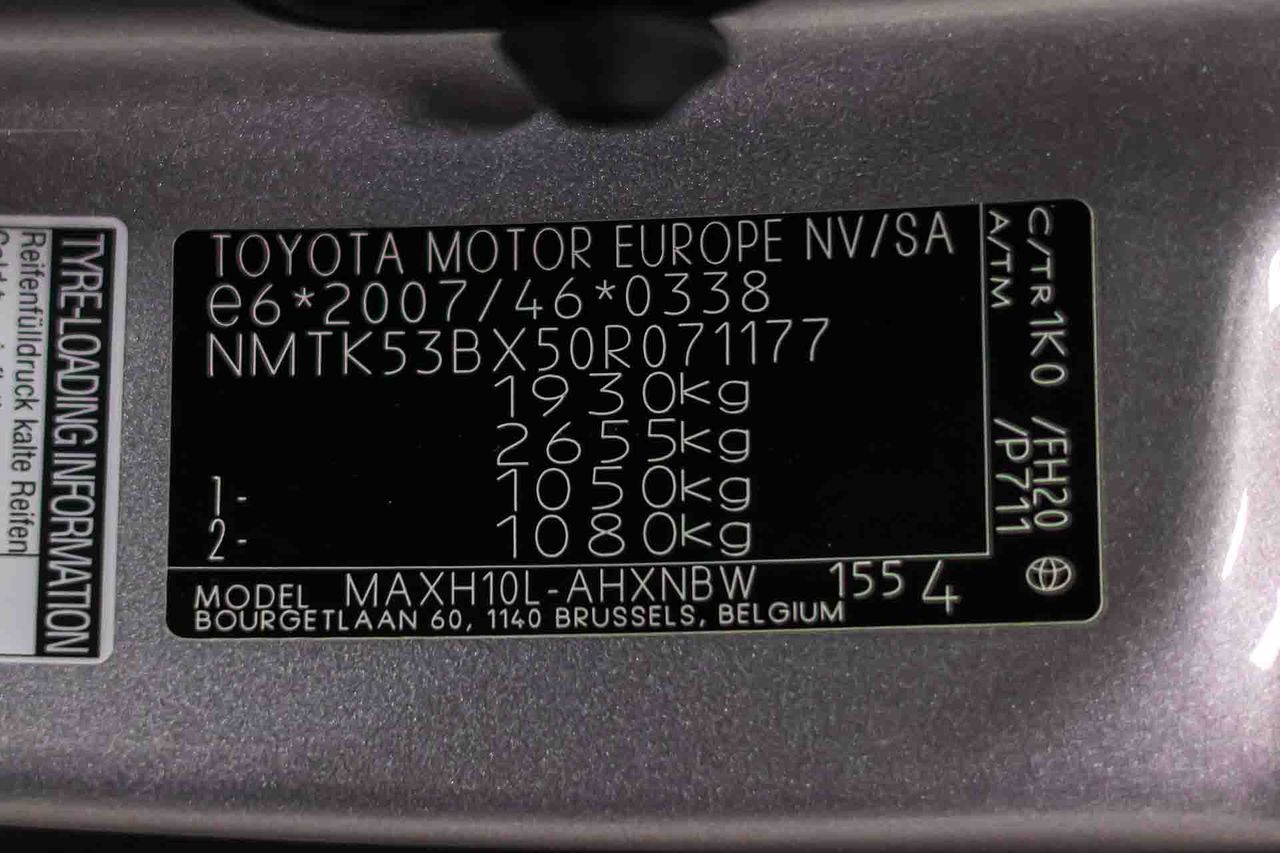 TOYOTA MOTOR EUROPE NV/SA
e6*2007/46*0338
NMTK53BX50R071177
1930kg
2655kg
1- 1050kg
2- 1080kg
MODEL MAXH10L-AHXNBW 155 4
BOURGETLAAN 60, 1140 BRUSSELS, BELGIUM
C/TR 1K0 /FH20
A/TM /P711
TYRE-LOADING INFORMATION
Reifenfülldruck kalte Reifen